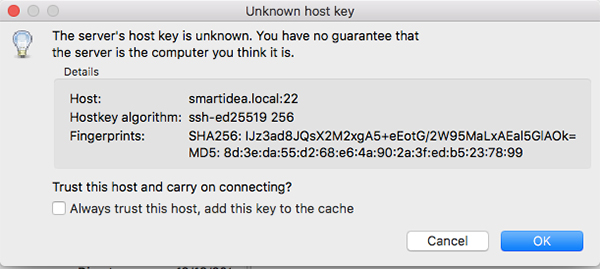 Unknown host key
The server's host key is unknown. You have no guarantee that
the server is the computer you think it is.
Details
Host: smartidea.local:22
Hostkey algorithm: ssh-ed25519 256
Fingerprints: SHA256: IJz3ad8JQsX2M2xgA5+eEotG/2W95MaLxAEal5GlAOk=
MD5: 8d:3e:da:55:d2:68:e6:4a:90:2a:3f:ed:b5:23:78:99
Trust this host and carry on connecting?
Always trust this host, add this key to the cache
Cancel OK